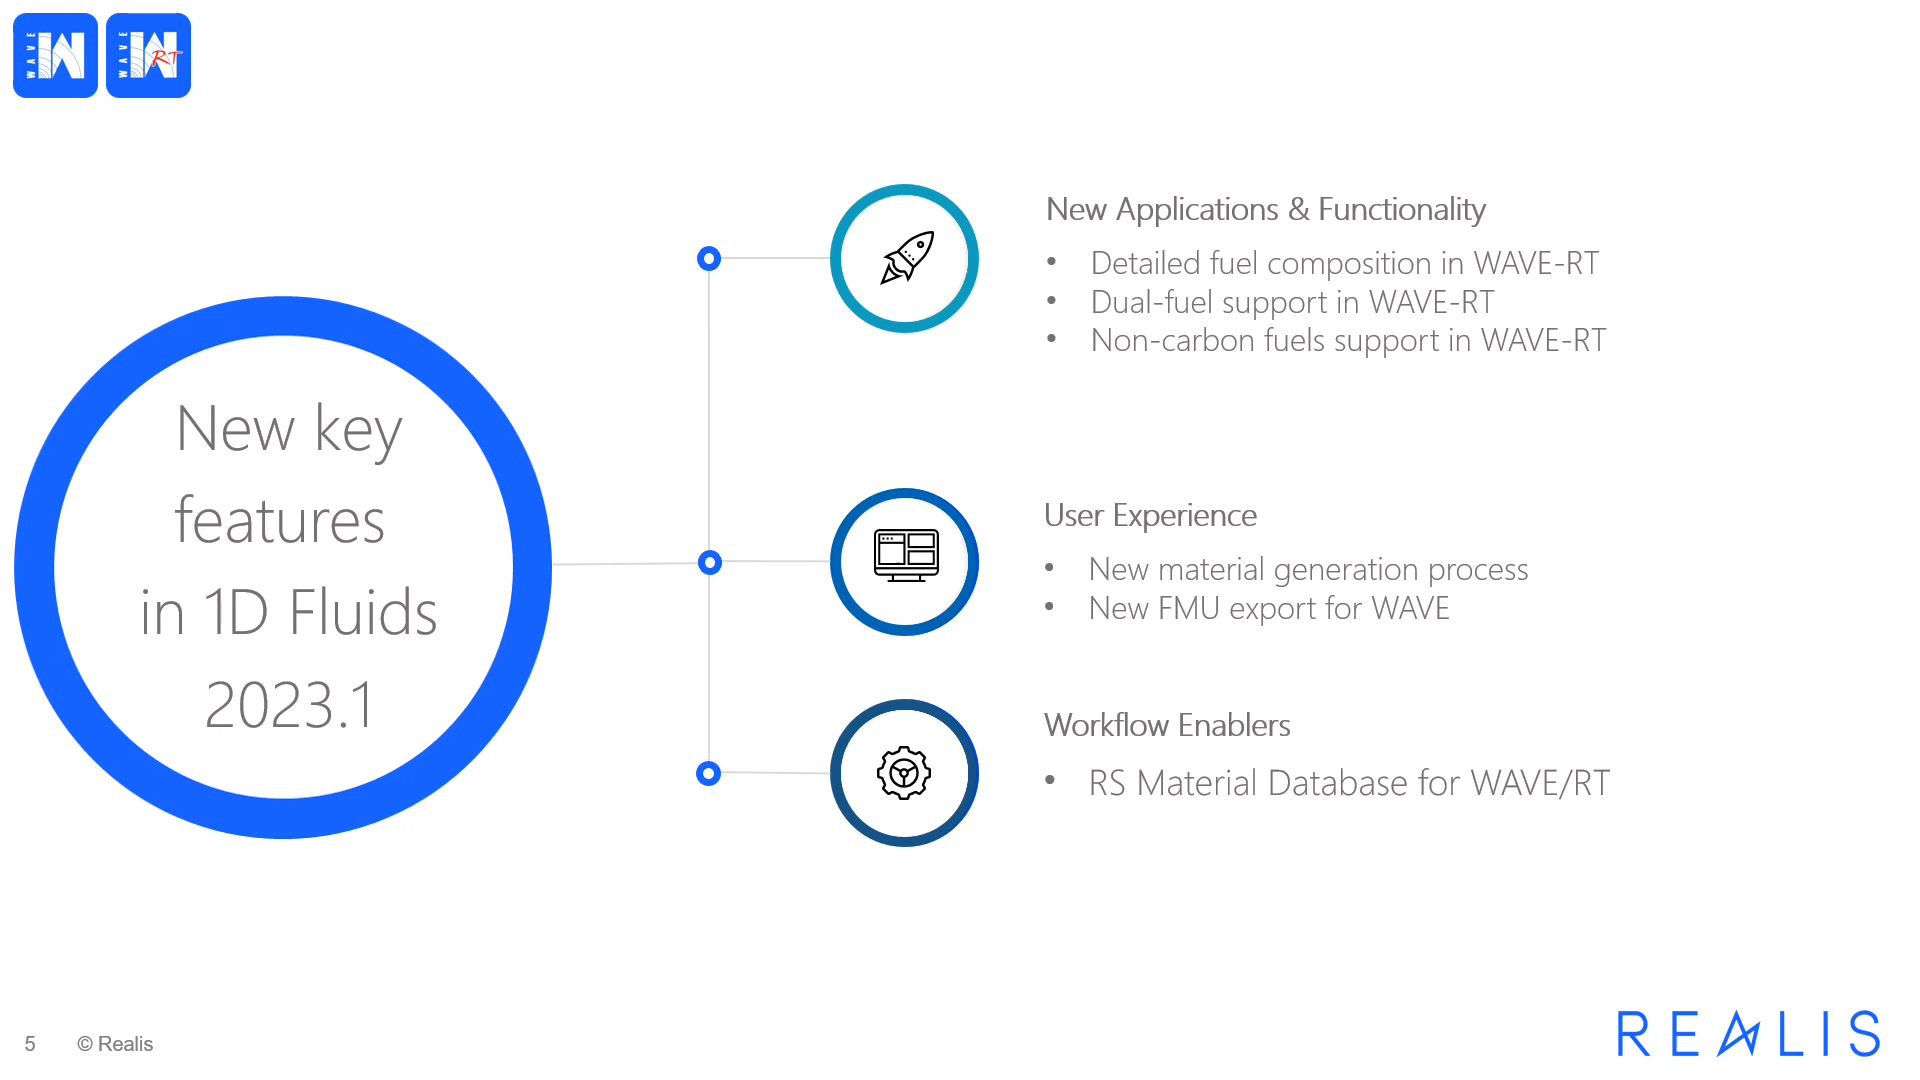 WAVE W
WAVE W RT
New key
features
in 1D Fluids
2023.1
New Applications & Functionality
• Detailed fuel composition in WAVE-RT
• Dual-fuel support in WAVE-RT
• Non-carbon fuels support in WAVE-RT
User Experience
• New material generation process
• New FMU export for WAVE
Workflow Enablers
• RS Material Database for WAVE/RT
5 © Realis
REALIS